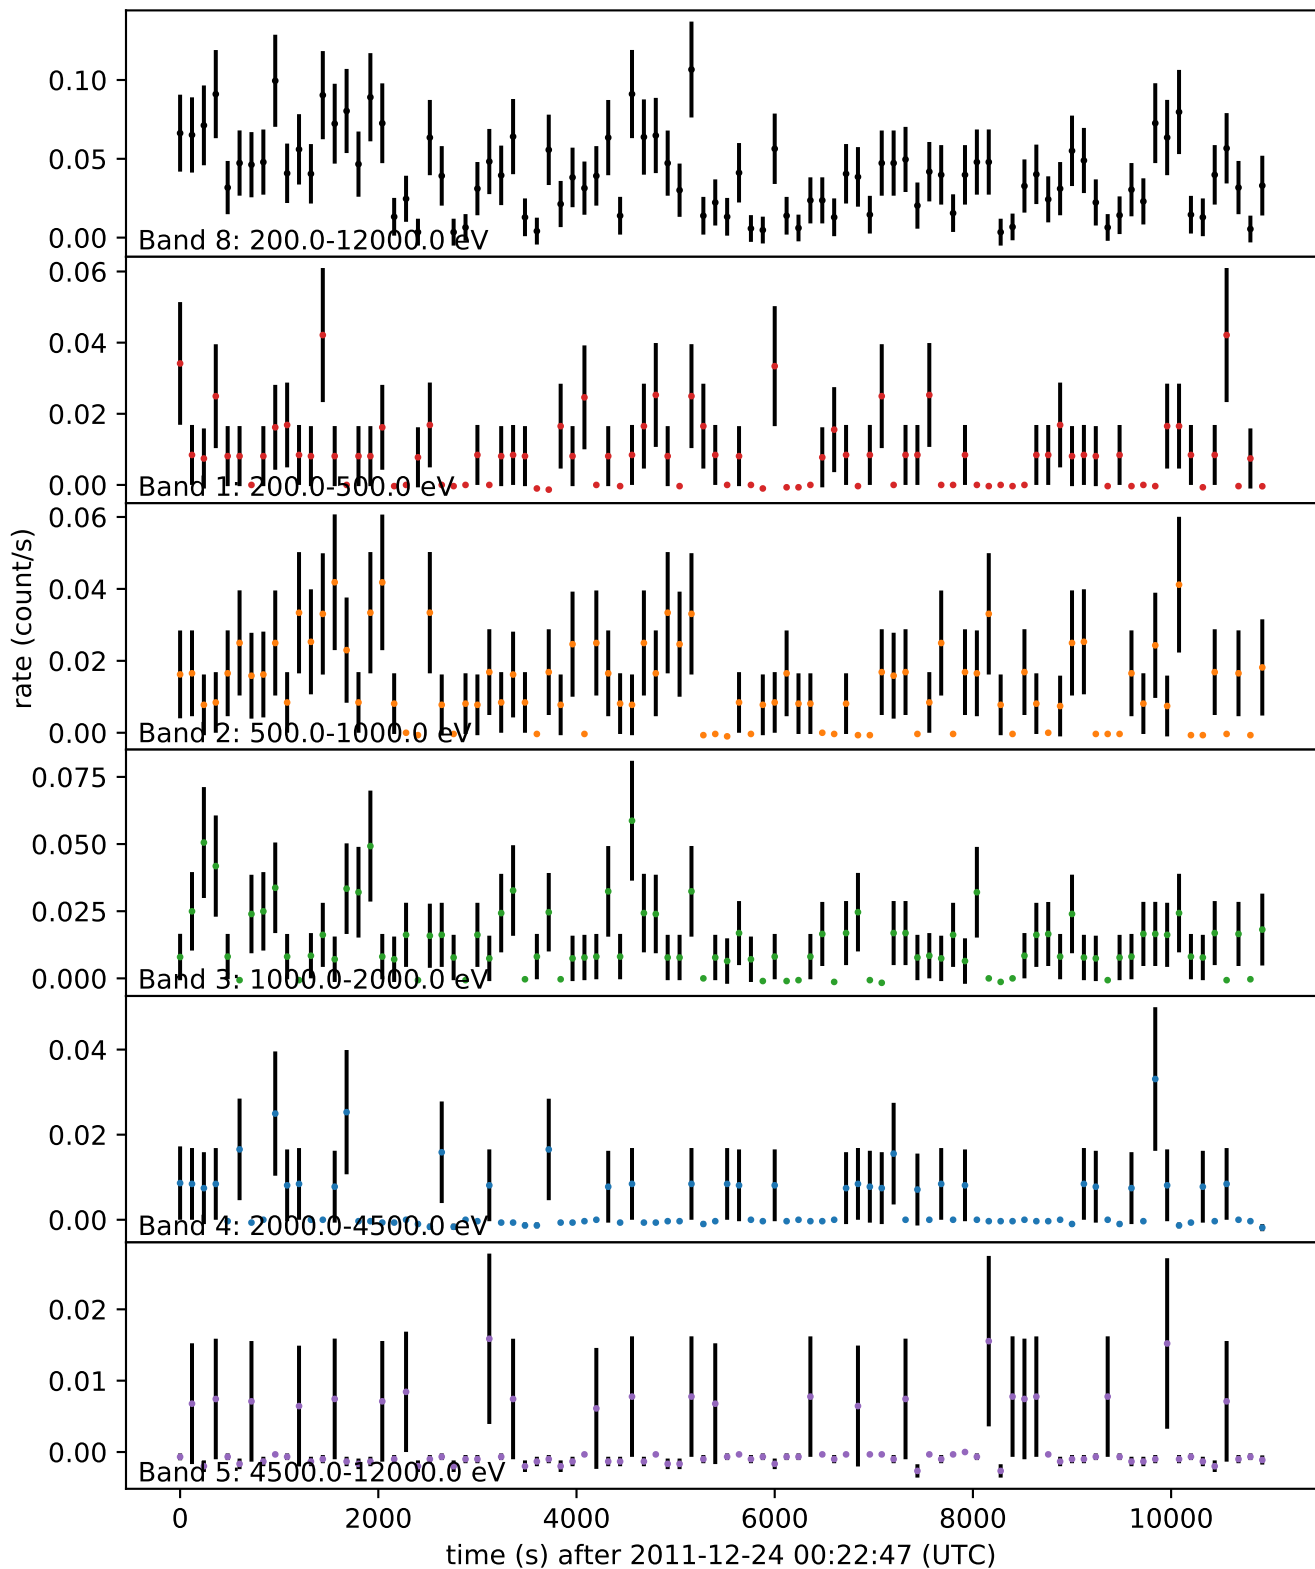 0.10
0.05
0.00
Band 8: 200.0-12000.0 eV
0.06
0.04
0.02
0.00
Band 1: 200.0-500.0 eV
0.06
0.04
0.02
0.00
Band 2: 500.0-1000.0 eV
rate (count/s)
0.075
0.050
0.025
0.000
Band 3: 1000.0-2000.0 eV
0.04
0.02
0.00
Band 4: 2000.0-4500.0 eV
0.02
0.01
0.00
Band 5: 4500.0-12000.0 eV
0 2000 4000 6000 8000 10000
time (s) after 2011-12-24 00:22:47 (UTC)